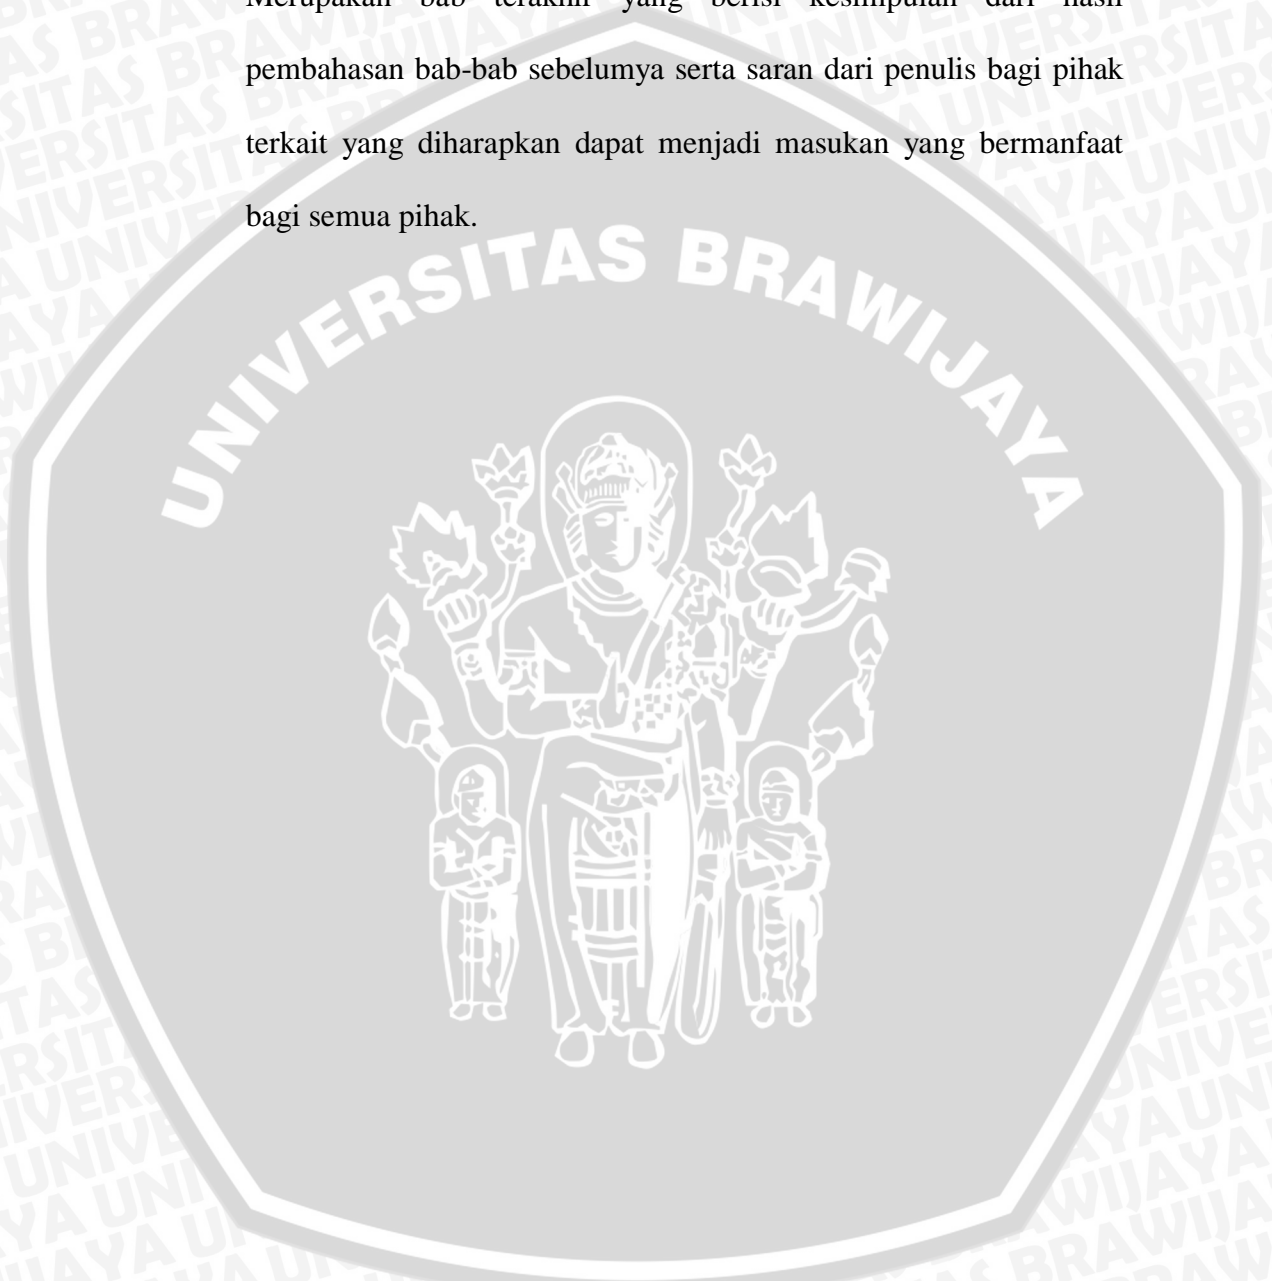 Merupakan bab terakhir yang berisi kesimpulan dari hasil
pembahasan bab-bab sebelumya serta saran dari penulis bagi pihak
terkait yang diharapkan dapat menjadi masukan yang bermanfaat
bagi semua pihak.
UNIVERSITAS BRAWIJAYA